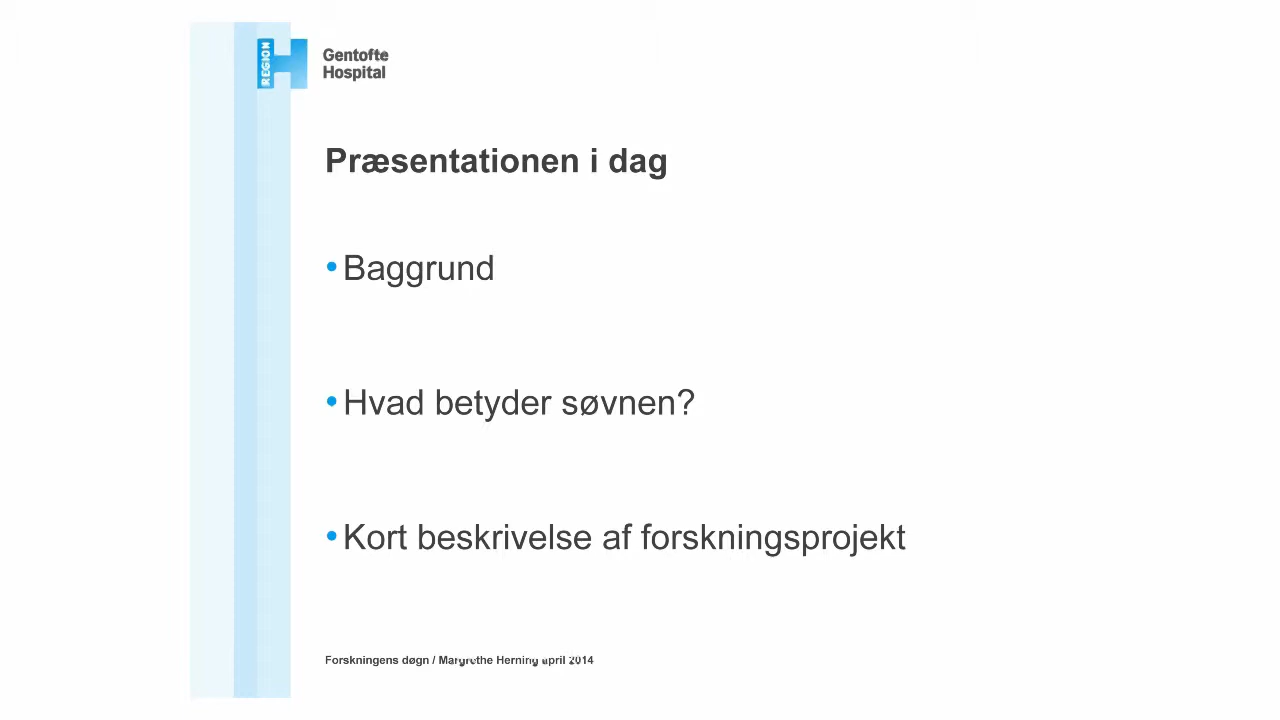 REGION
Gentofte
Hospital
Præsentationen i dag
•Baggrund
•Hvad betyder søvnen?
•Kort beskrivelse af forskningsprojekt
Forskningens døgn / Margrethe Herning april 2014